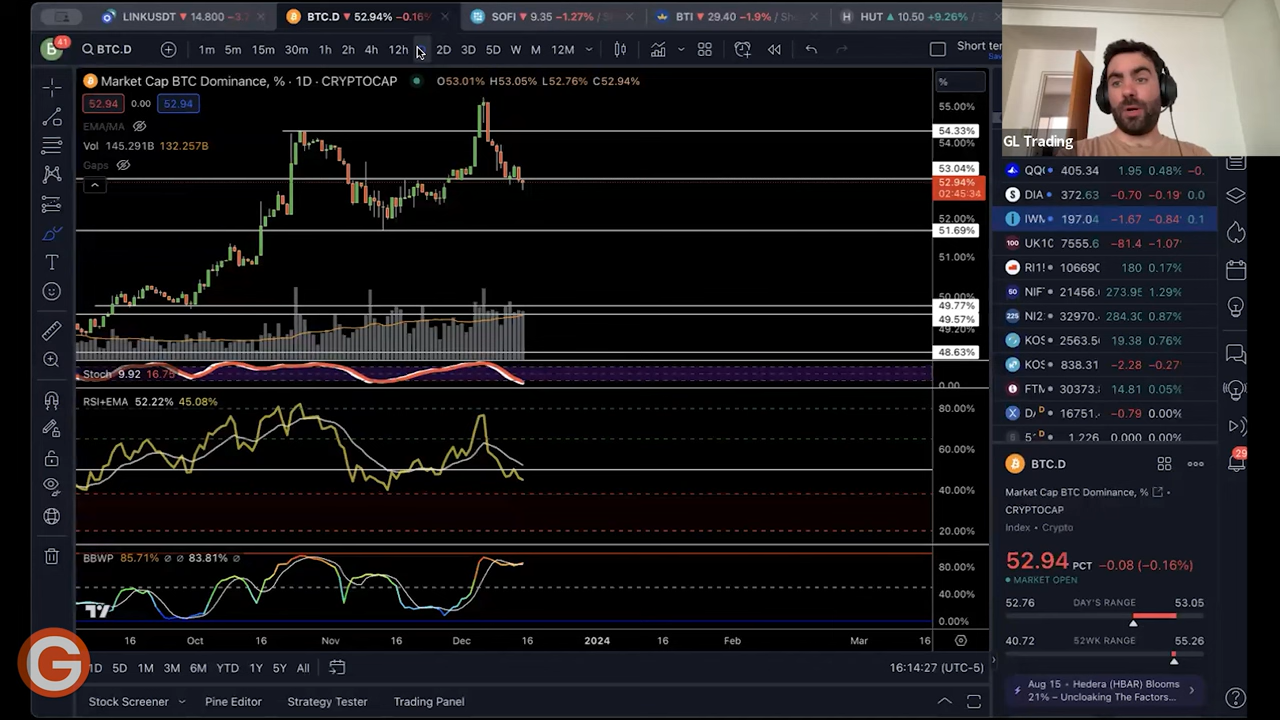 LINKUSDT ▼ 14.800 −3.7
BTC.D ▼ 52.94% −0.16%
SOFI ▼ 9.35 −1.27% /
BTI ▼ 29.40 −1.9% /
HUT ▲ 10.50 +9.26% /
41
BTC.D
1m 5m 15m 30m 1h 2h 4h 12h 2D 3D 5D W M 12M
Short ter
Market Cap BTC Dominance, % · 1D · CRYPTOCAP
O53.01% H53.05% L52.76% C52.94%
52.94 0.00 52.94
EMA/MA
Vol 145.291B 132.257B
Gaps
%
55.00%
54.33%
54.00%
53.04%
52.94%
02:45:34
52.00%
51.69%
51.00%
50.00%
49.77%
49.57%
49.20%
48.63%
Stoch 9.92 16.75
0.00
RSI+EMA 52.22% 45.08%
80.00%
60.00%
40.00%
20.00%
BBWP 85.71% ∅ ∅ 83.81% ∅
80.00%
40.00%
0.00%
16 Oct 16 Nov 16 Dec 16 2024 16 Feb Mar 16
1D 5D 1M 3M 6M YTD 1Y 5Y All
16:14:27 (UTC-5)
Stock Screener Pine Editor Strategy Tester Trading Panel
GL Trading
QQ 405.34 1.95 0.48% −0.
DIA 372.63 −0.70 −0.19% 0.0
IWM 197.04 −1.67 −0.84% 0.1
UK10 7555.6 −81.4 −1.07%
RI1! 106690 180 0.17%
NIF 21456.( 273.95 1.29%
NI2 32970.4 284.30 0.87%
KOS 2563.50 19.38 0.76%
KOS 838.31 −2.28 −0.27%
FTM 30373.8 14.81 0.05%
D/ D 16751.4 −0.79 0.00%
5 D 1.226 0.000 0.00%
BTC.D
Market Cap BTC Dominance, %
CRYPTOCAP
Index • Crypto
52.94 PCT −0.08 (−0.16%)
MARKET OPEN
52.76 DAY'S RANGE 53.05
40.72 52WK RANGE 55.26
Aug 15 • Hedera (HBAR) Blooms
21% – Uncloaking The Factors...
29
G